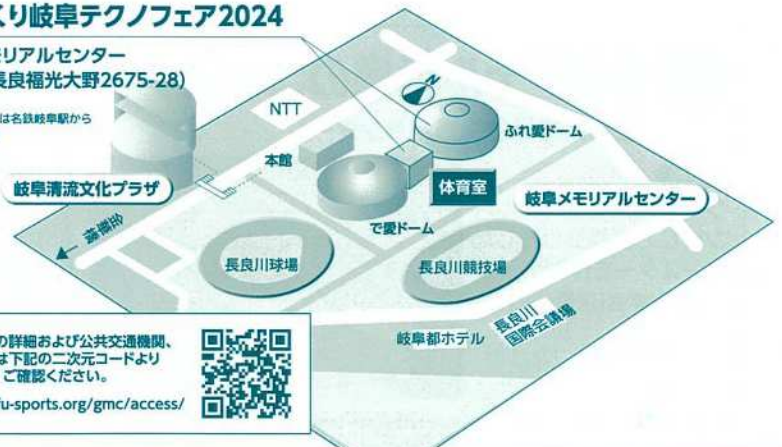 くり岐阜テクノフェア2024
モリアルセンター
長良福光大野2675-28)
は名鉄岐阜駅から
NTT
N
ふれ愛ドーム
本館
体育室
岐阜清流文化プラザ
岐阜メモリアルセンター
で愛ドーム
金華橋
長良川球場
長良川競技場
岐阜都ホテル
長良川
国際会議場
の詳細および公共交通機関、
は下記の二次元コードより
ご確認ください。
fu-sports.org/gmc/access/